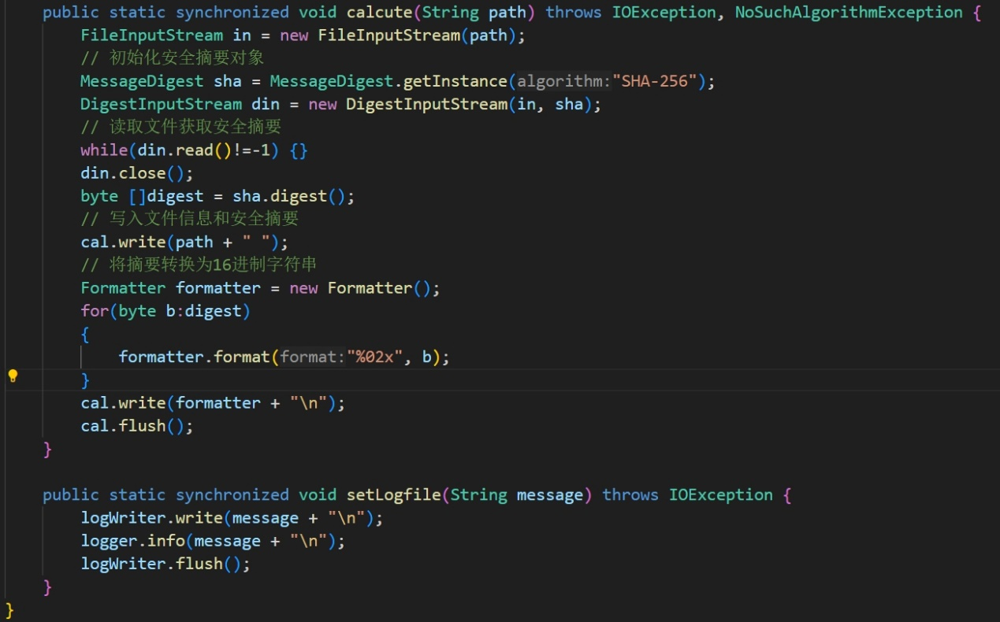 public static synchronized void calcute(String path) throws IOException, NoSuchAlgorithmException {
FileInputStream in = new FileInputStream(path);
// 初始化安全摘要对象
MessageDigest sha = MessageDigest.getInstance(algorithm:"SHA-256");
DigestInputStream din = new DigestInputStream(in, sha);
// 读取文件获取安全摘要
while(din.read()!=-1) {}
din.close();
byte []digest = sha.digest();
// 写入文件信息和安全摘要
cal.write(path + " ");
// 将摘要转换为16进制字符串
Formatter formatter = new Formatter();
for(byte b:digest)
{
formatter.format(format:"%02x", b);
}
cal.write(formatter + "\n");
cal.flush();
}
public static synchronized void setLogfile(String message) throws IOException {
logWriter.write(message + "\n");
logger.info(message + "\n");
logWriter.flush();
}
}